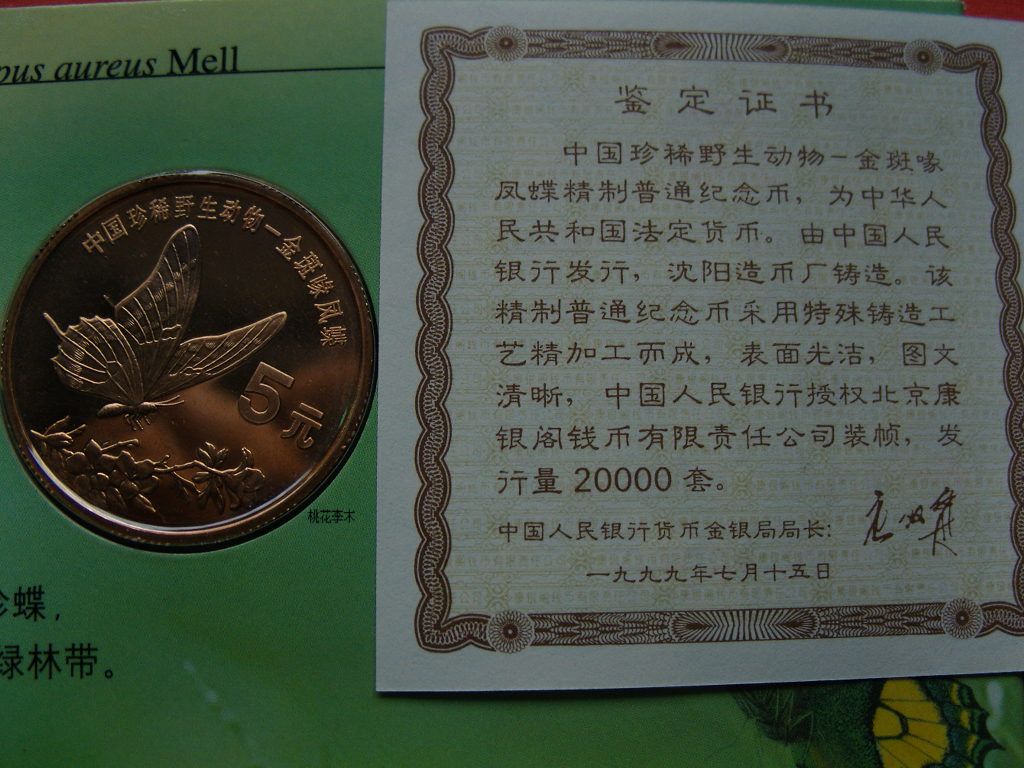 pus aureus Mell
中国珍稀野生动物—金斑喙凤蝶
5元
桃花李木
蝶，
绿林带。
鉴定证书
中国珍稀野生动物—金斑喙
凤蝶精制普通纪念币，为中华人
民共和国法定货币。由中国人民
银行发行，沈阳造币厂铸造。该
精制普通纪念币采用特殊铸造工
艺精加工而成，表面光洁，图文
清晰，中国人民银行授权北京康
银阁钱币有限责任公司装帧，发
行量 20000 套。
中国人民银行货币金银局局长:
一九九九年七月十五日